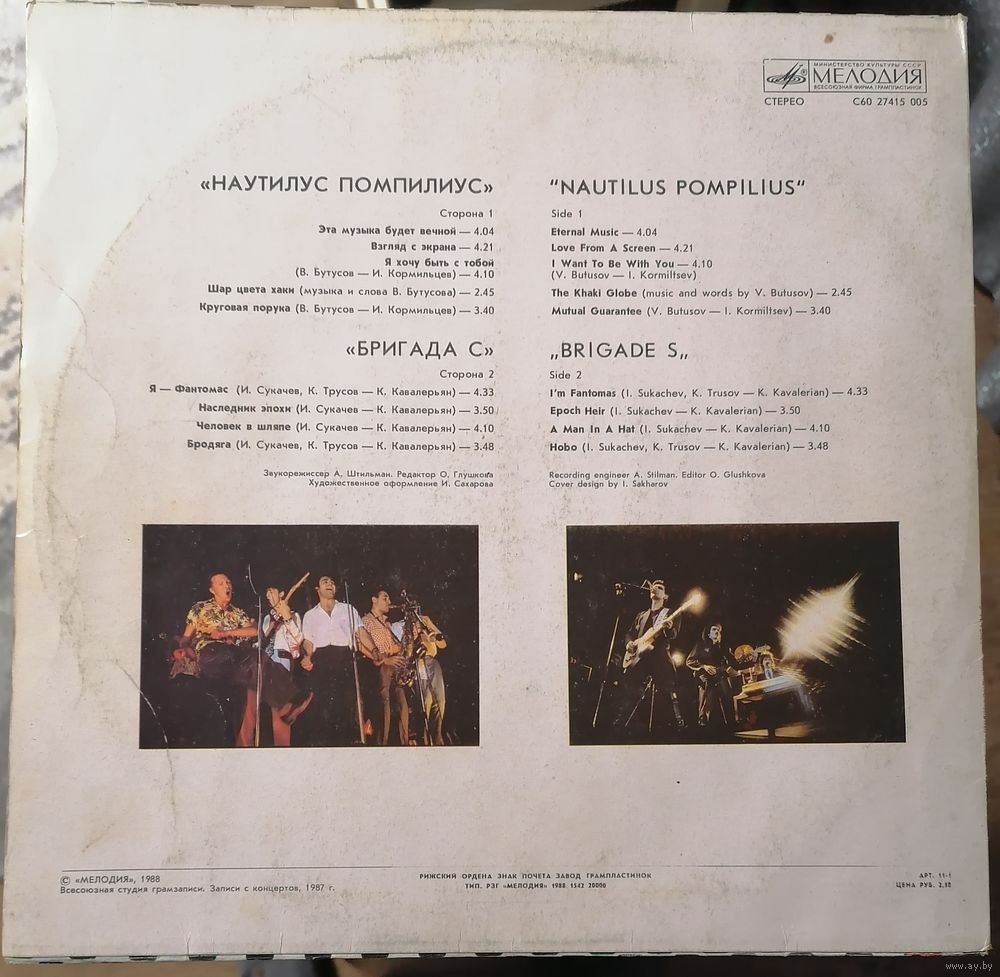 МИНИСТЕРСТВО КУЛЬТУРЫ СССР
МЕЛОДИЯ
ВСЕСОЮЗНАЯ ФИРМА ГРАМПЛАСТИНОК
СТЕРЕО С60 27415 005
«НАУТИЛУС ПОМПИЛИУС»
Сторона 1
Эта музыка будет вечной — 4.04
Взгляд с экрана — 4.21
Я хочу быть с тобой
(В. Бутусов — И. Кормильцев) — 4.10
Шар цвета хаки (музыка и слова В. Бутусова) — 2.45
Круговая порука (В. Бутусов — И. Кормильцев) — 3.40
«БРИГАДА С»
Сторона 2
Я — Фантомас (И. Сукачев, К. Трусов — К. Кавалерьян) — 4.33
Наследник эпохи (И. Сукачев — К. Кавалерьян) — 3.50
Человек в шляпе (И. Сукачев — К. Кавалерьян) — 4.10
Бродяга (И. Сукачев, К. Трусов — К. Кавалерьян) — 3.48
Звукорежиссер А. Штильман. Редактор О. Глушкова
Художественное оформление И. Сахарова
"NAUTILUS POMPILIUS"
Side 1
Eternal Music — 4.04
Love From A Screen — 4.21
I Want To Be With You — 4.10
(V. Butusov — I. Kormiltsev)
The Khaki Globe (music and words by V. Butusov) — 2.45
Mutual Guarantee (V. Butusov — I. Kormiltsev) — 3.40
„BRIGADE S„
Side 2
I'm Fantomas (I. Sukachev, K. Trusov — K. Kavalerian) — 4.33
Epoch Heir (I. Sukachev — K. Kavalerian) — 3.50
A Man In A Hat (I. Sukachev — K. Kavalerian) — 4.10
Hobo (I. Sukachev, K. Trusov — K. Kavalerian) — 3.48
Recording engineer A. Stilman. Editor O. Glushkova
Cover design by I. Sakharov
© «МЕЛОДИЯ», 1988
Всесоюзная студия грамзаписи. Записи с концертов, 1987 г.
РИЖСКИЙ ОРДЕНА ЗНАК ПОЧЕТА ЗАВОД ГРАМПЛАСТИНОК
ТИП. РЗГ «МЕЛОДИЯ» 1988 1542 20000
АРТ. 11-1
ЦЕНА РУБ. 2,50
www.ay.by